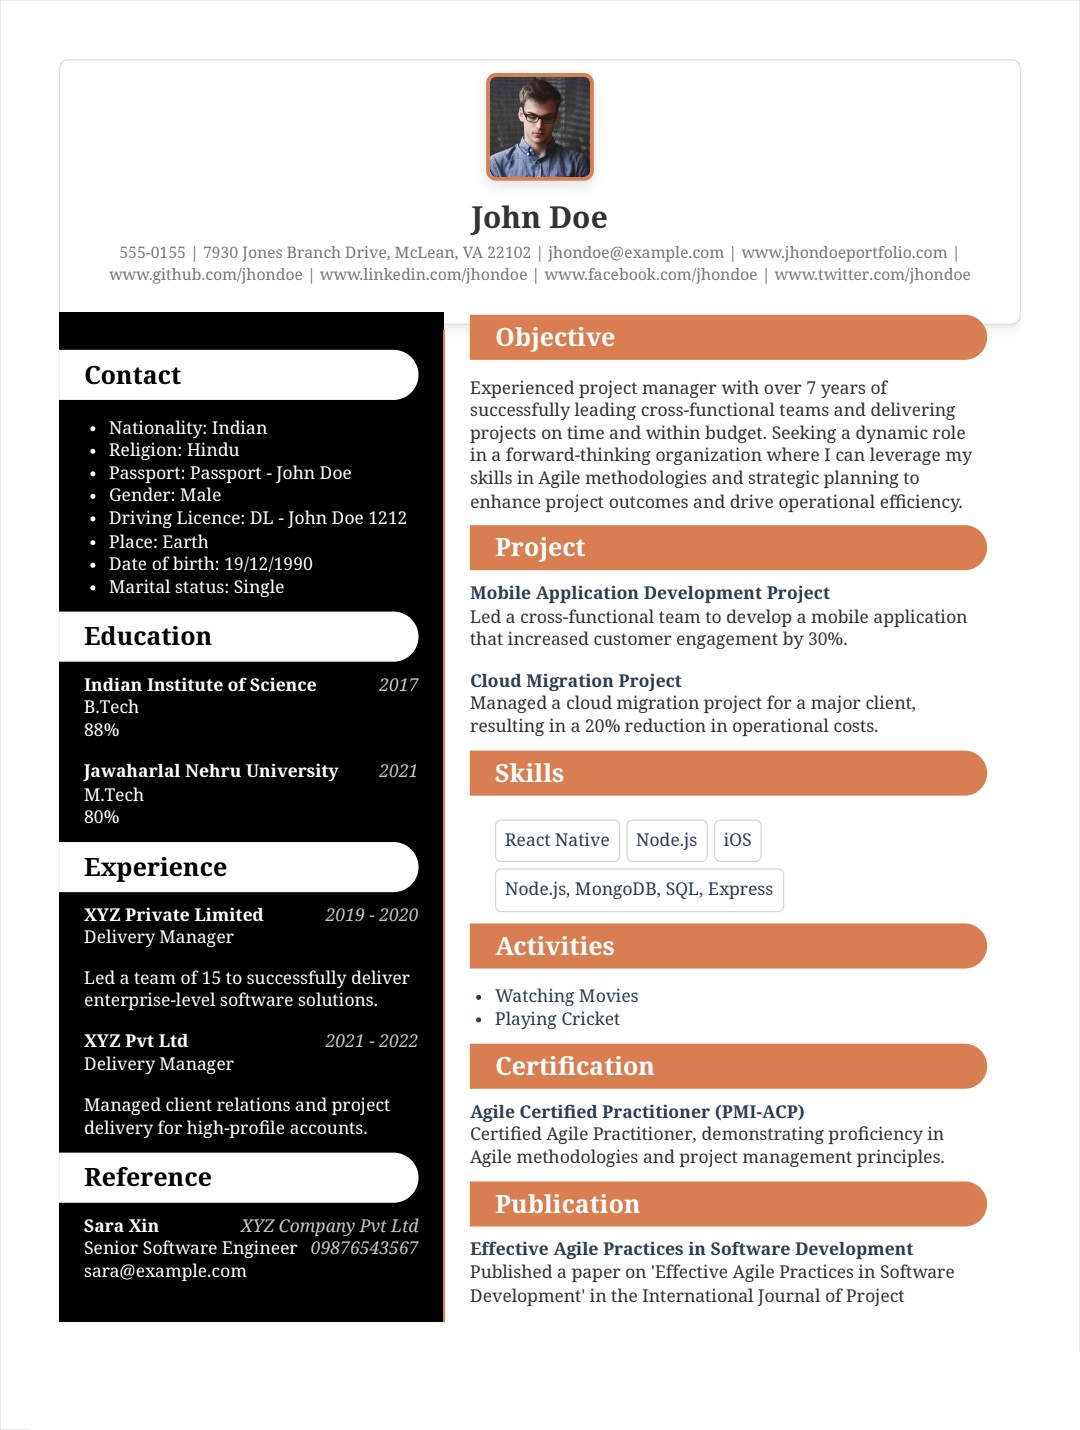 John Doe
555-0155 | 7930 Jones Branch Drive, McLean, VA 22102 | jhondoe@example.com | www.jhondoeportfolio.com |
www.github.com/jhondoe | www.linkedin.com/jhondoe | www.facebook.com/jhondoe | www.twitter.com/jhondoe
Contact
• Nationality: Indian
• Religion: Hindu
• Passport: Passport - John Doe
• Gender: Male
• Driving Licence: DL - John Doe 1212
• Place: Earth
• Date of birth: 19/12/1990
• Marital status: Single
Education
Indian Institute of Science 2017
B.Tech
88%
Jawaharlal Nehru University 2021
M.Tech
80%
Experience
XYZ Private Limited 2019 - 2020
Delivery Manager
Led a team of 15 to successfully deliver
enterprise-level software solutions.
XYZ Pvt Ltd 2021 - 2022
Delivery Manager
Managed client relations and project
delivery for high-profile accounts.
Reference
Sara Xin XYZ Company Pvt Ltd
Senior Software Engineer 09876543567
sara@example.com
Objective
Experienced project manager with over 7 years of
successfully leading cross-functional teams and delivering
projects on time and within budget. Seeking a dynamic role
in a forward-thinking organization where I can leverage my
skills in Agile methodologies and strategic planning to
enhance project outcomes and drive operational efficiency.
Project
Mobile Application Development Project
Led a cross-functional team to develop a mobile application
that increased customer engagement by 30%.
Cloud Migration Project
Managed a cloud migration project for a major client,
resulting in a 20% reduction in operational costs.
Skills
React Native Node.js iOS
Node.js, MongoDB, SQL, Express
Activities
• Watching Movies
• Playing Cricket
Certification
Agile Certified Practitioner (PMI-ACP)
Certified Agile Practitioner, demonstrating proficiency in
Agile methodologies and project management principles.
Publication
Effective Agile Practices in Software Development
Published a paper on 'Effective Agile Practices in Software
Development' in the International Journal of Project